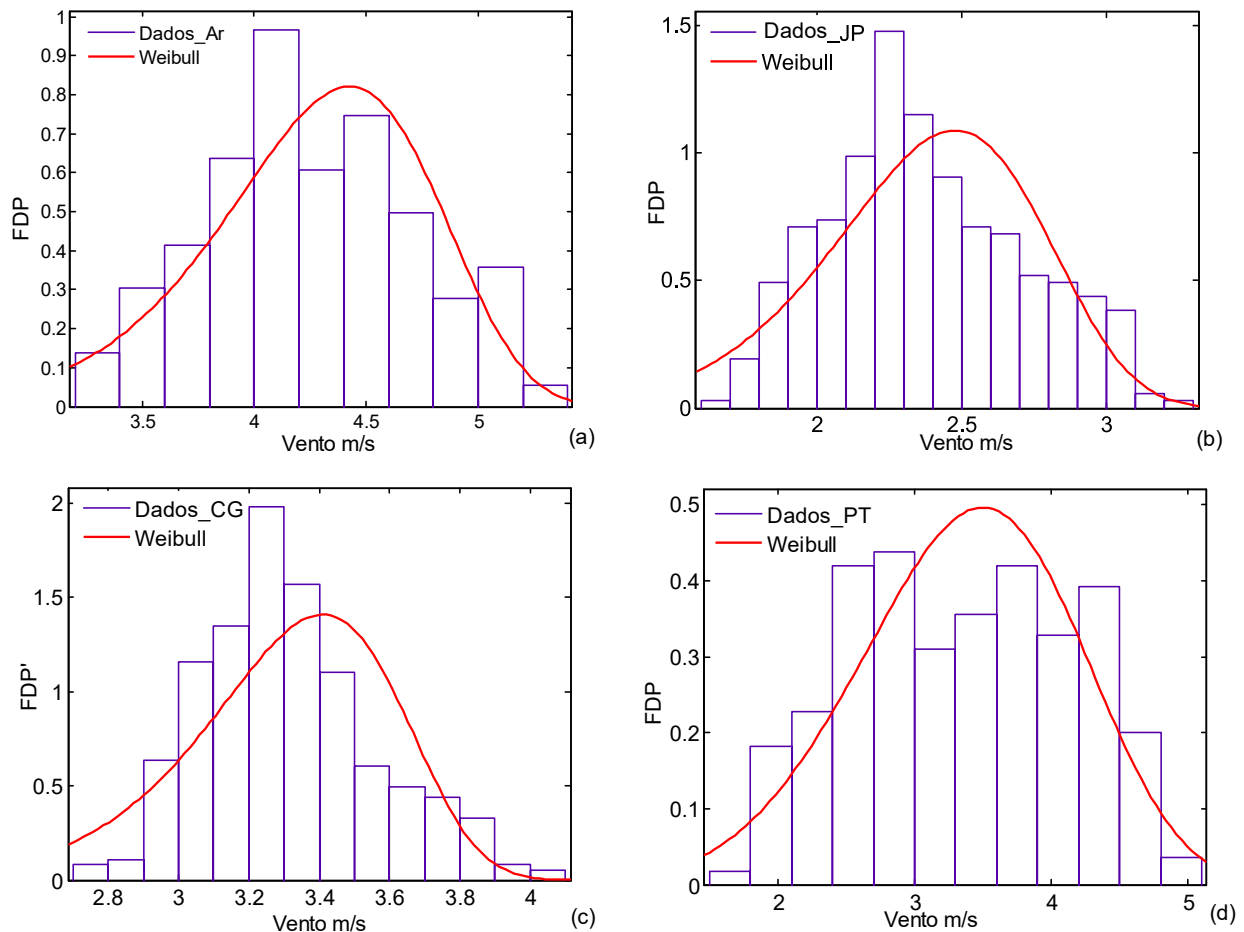 Dados_Ar
Weibull
1
0.9
0.8
0.7
0.6
0.5
0.4
0.3
0.2
0.1
0
FDP
3.5
4
4.5
5
Vento m/s
(a)
Dados_JP
Weibull
1.5
1
0.5
0
FDP
2
2.5
3
Vento m/s
(b)
Dados_CG
Weibull
2
1.5
1
0.5
0
FDP'
2.8
3
3.2
3.4
3.6
3.8
4
Vento m/s
(c)
Dados_PT
Weibull
0.5
0.4
0.3
0.2
0.1
0
FDP
2
3
4
5
Vento m/s
(d)